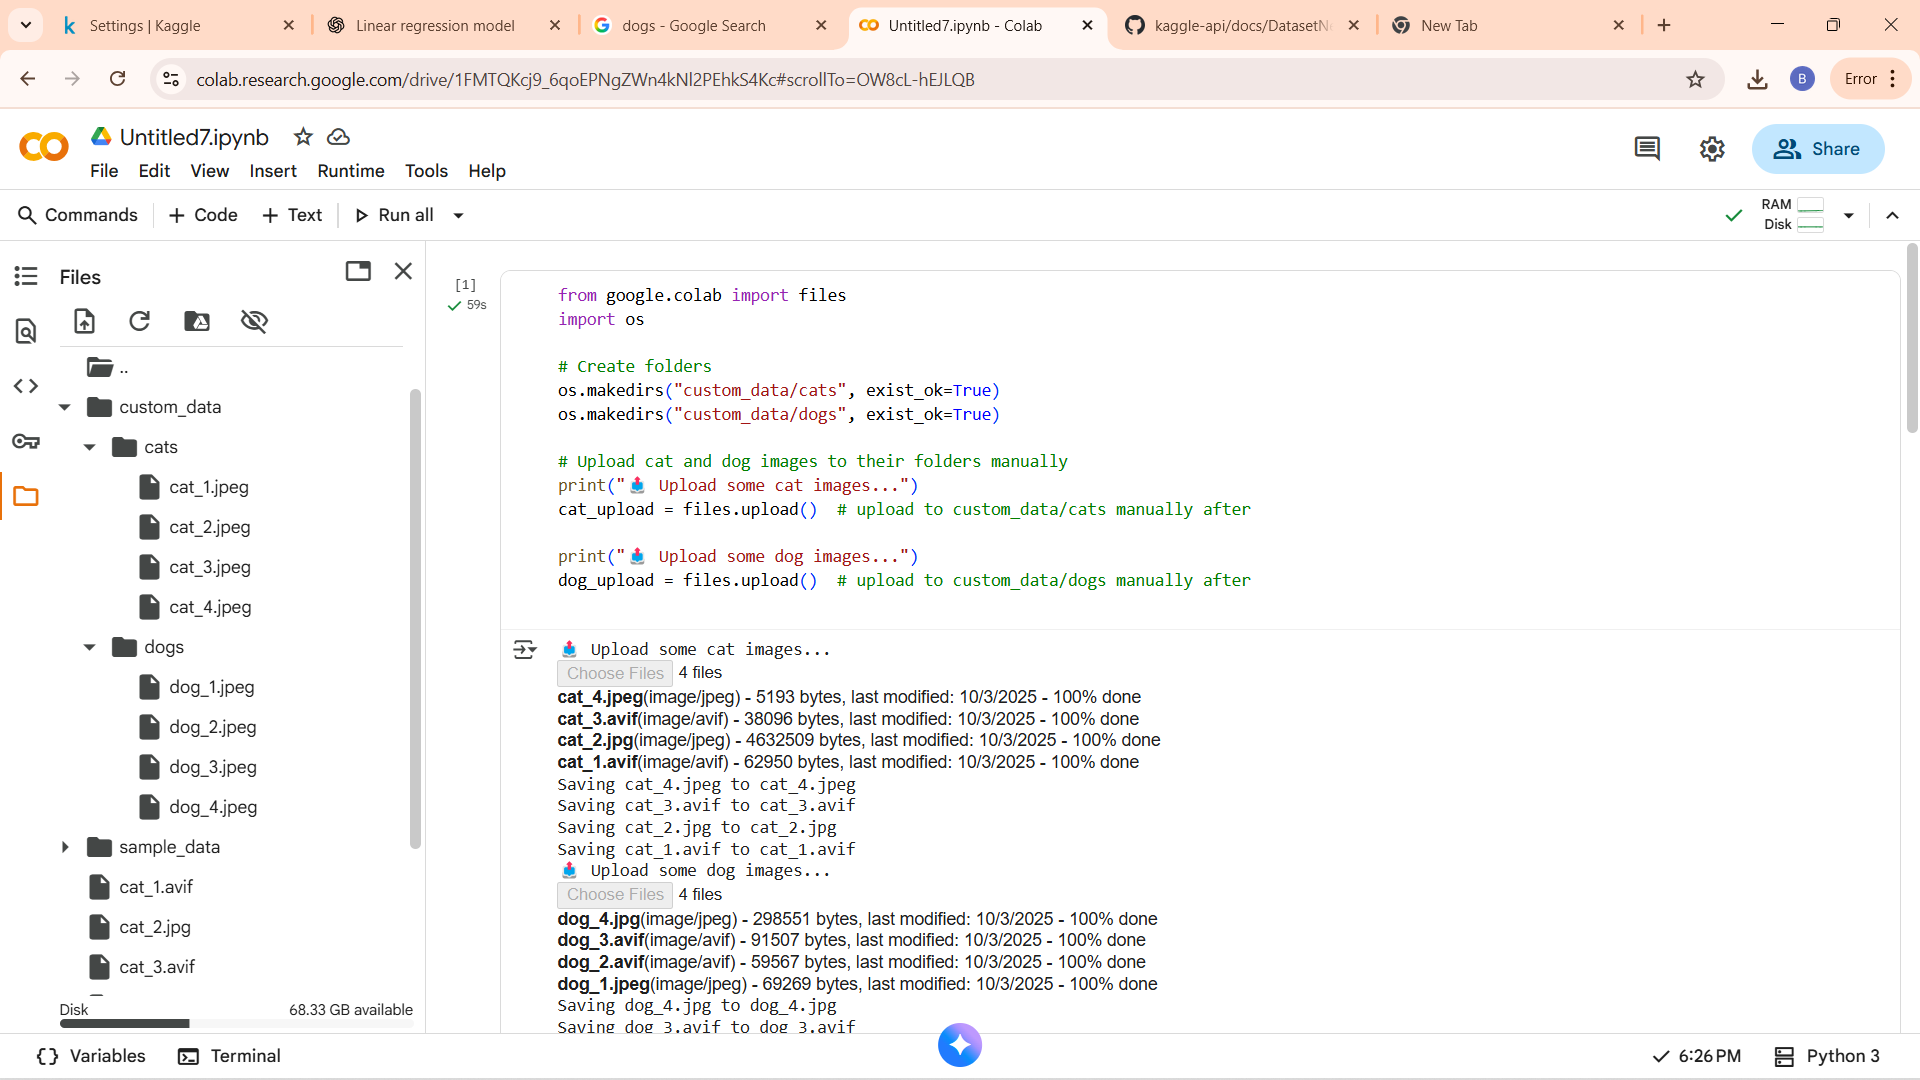 Settings | Kaggle
Linear regression model
dogs - Google Search
Untitled7.ipynb - Colab
kaggle-api/docs/DatasetN
New Tab
colab.research.google.com/drive/1FMTQKcj9_6qoEPNgZWn4kNl2PEhkS4Kc#scrollTo=OW8cL-hEJLQB
B
Error
Untitled7.ipynb
File Edit View Insert Runtime Tools Help
Share
Commands + Code + Text Run all
RAM
Disk
Files
..
custom_data
cats
cat_1.jpeg
cat_2.jpeg
cat_3.jpeg
cat_4.jpeg
dogs
dog_1.jpeg
dog_2.jpeg
dog_3.jpeg
dog_4.jpeg
sample_data
cat_1.avif
cat_2.jpg
cat_3.avif
Disk 68.33 GB available
[1]
59s
from google.colab import files
import os
# Create folders
os.makedirs("custom_data/cats", exist_ok=True)
os.makedirs("custom_data/dogs", exist_ok=True)
# Upload cat and dog images to their folders manually
print("📤 Upload some cat images...")
cat_upload = files.upload()  # upload to custom_data/cats manually after
print("📤 Upload some dog images...")
dog_upload = files.upload()  # upload to custom_data/dogs manually after
📤 Upload some cat images...
Choose Files 4 files
cat_4.jpeg(image/jpeg) - 5193 bytes, last modified: 10/3/2025 - 100% done
cat_3.avif(image/avif) - 38096 bytes, last modified: 10/3/2025 - 100% done
cat_2.jpg(image/jpeg) - 4632509 bytes, last modified: 10/3/2025 - 100% done
cat_1.avif(image/avif) - 62950 bytes, last modified: 10/3/2025 - 100% done
Saving cat_4.jpeg to cat_4.jpeg
Saving cat_3.avif to cat_3.avif
Saving cat_2.jpg to cat_2.jpg
Saving cat_1.avif to cat_1.avif
📤 Upload some dog images...
Choose Files 4 files
dog_4.jpg(image/jpeg) - 298551 bytes, last modified: 10/3/2025 - 100% done
dog_3.avif(image/avif) - 91507 bytes, last modified: 10/3/2025 - 100% done
dog_2.avif(image/avif) - 59567 bytes, last modified: 10/3/2025 - 100% done
dog_1.jpeg(image/jpeg) - 69269 bytes, last modified: 10/3/2025 - 100% done
Saving dog_4.jpg to dog_4.jpg
Saving dog_3.avif to dog_3.avif
Variables Terminal
6:26 PM Python 3